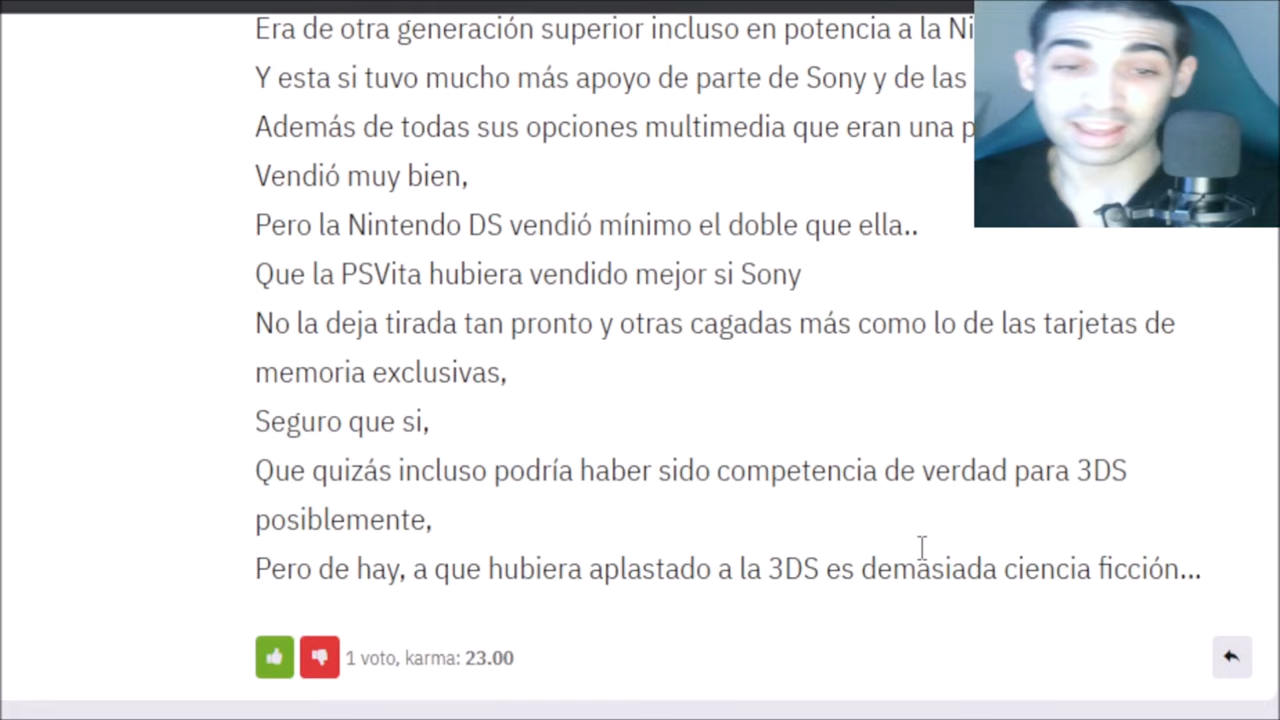 Era de otra generación superior incluso en potencia a la
Y esta si tuvo mucho más apoyo de parte de Sony y de las
Además de todas sus opciones multimedia que eran una
Vendió muy bien,
Pero la Nintendo DS vendió mínimo el doble que ella..
Que la PSVita hubiera vendido mejor si Sony
No la deja tirada tan pronto y otras cagadas más como lo de las tarjetas de
memoria exclusivas,
Seguro que si,
Que quizás incluso podría haber sido competencia de verdad para 3DS
posiblemente,
Pero de hay, a que hubiera aplastado a la 3DS es demasiada ciencia ficción...
1 voto, karma: 23.00